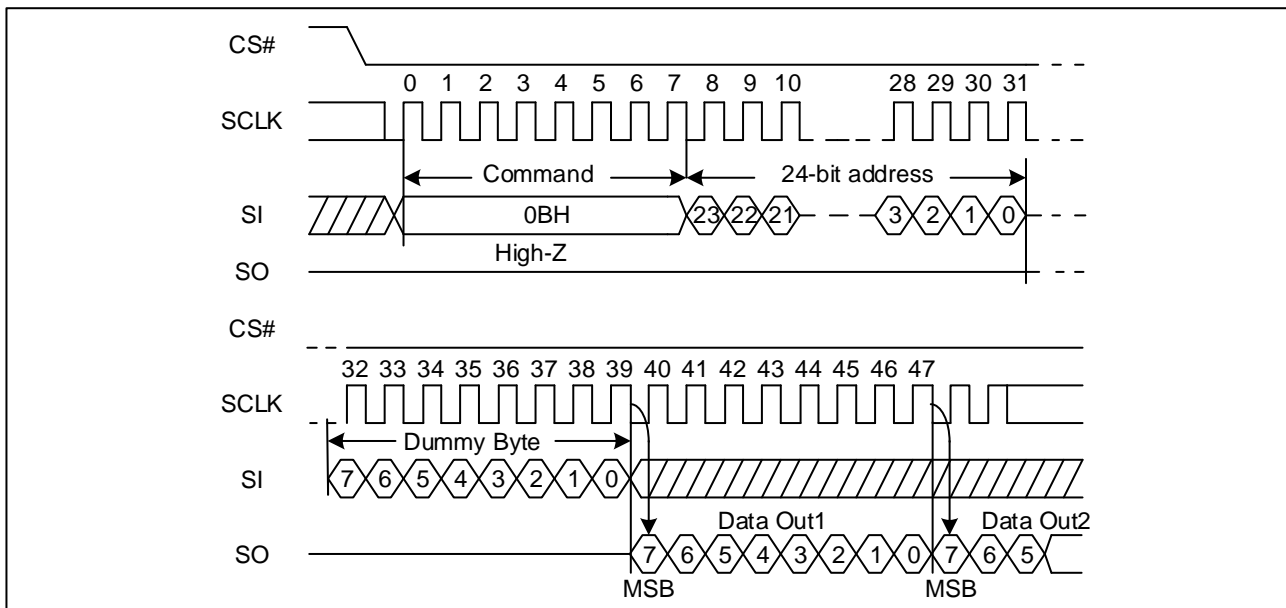 CS#
0 1 2 3 4 5 6 7 8 9 10 28 29 30 31
SCLK
Command 24-bit address
SI 0BH 23 22 21 3 2 1 0
High-Z
SO
CS#
32 33 34 35 36 37 38 39 40 41 42 43 44 45 46 47
SCLK
Dummy Byte
SI 7 6 5 4 3 2 1 0
Data Out1 Data Out2
SO 7 6 5 4 3 2 1 0 7 6 5
MSB MSB